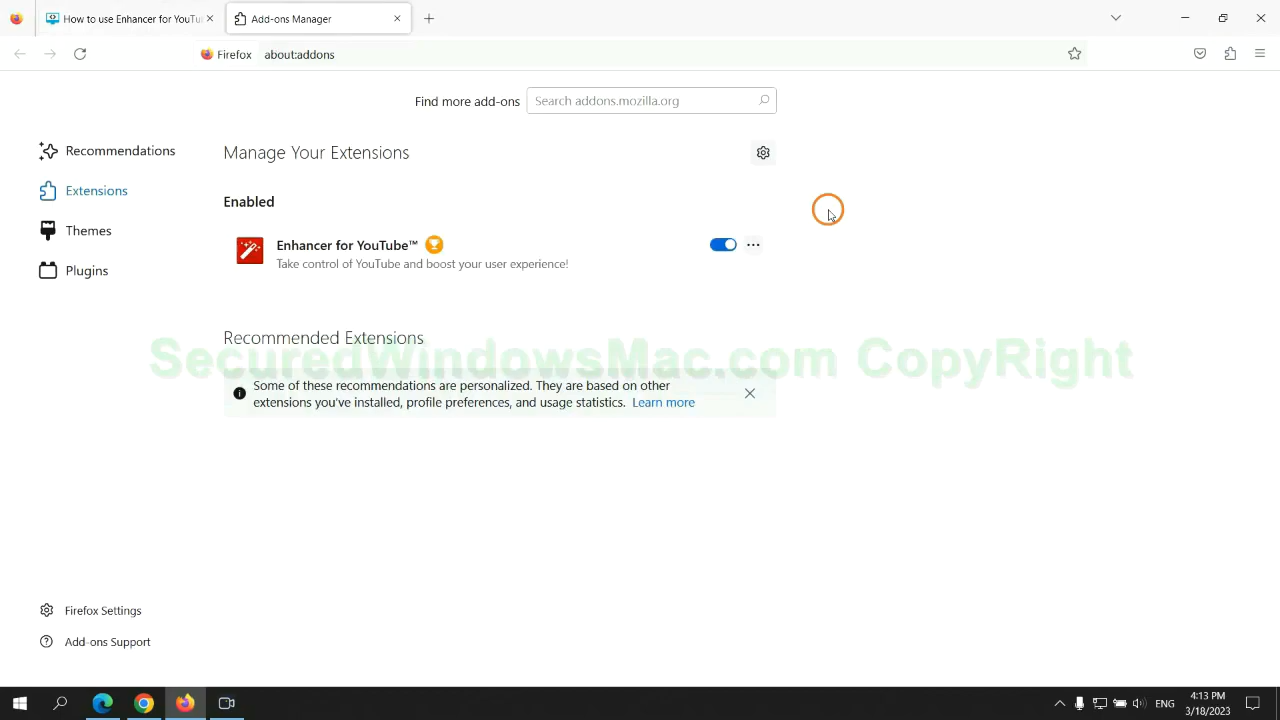 How to use Enhancer for YouTu
Add-ons Manager
Firefox
about:addons
Find more add-ons
Search addons.mozilla.org
Recommendations
Extensions
Themes
Plugins
Manage Your Extensions
Enabled
Enhancer for YouTube™
Take control of YouTube and boost your user experience!
Recommended Extensions
SecuredWindowsMac.com CopyRight
Some of these recommendations are personalized. They are based on other
extensions you've installed, profile preferences, and usage statistics. Learn more
Firefox Settings
Add-ons Support
ENG
4:13 PM
3/18/2023